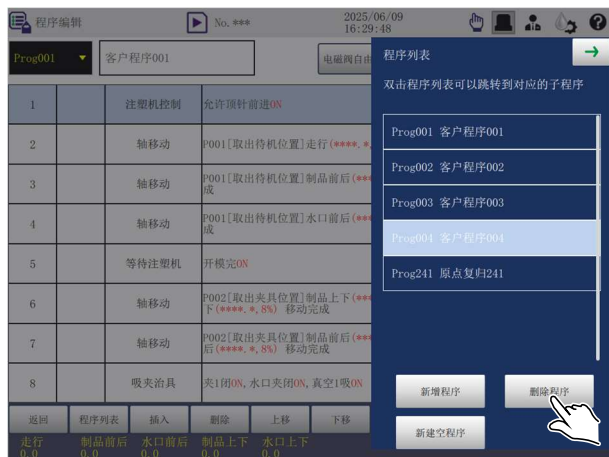 程序编辑
No. ***
2025/06/09
16:29:48
Prog001
客户程序001
电磁阀自由
程序列表
双击程序列表可以跳转到对应的子程序
1 注塑机控制 允许顶针前进ON
2 轴移动 P001[取出待机位置]走行(****.*,
3 轴移动 P001[取出待机位置]制品前后(***
成
4 轴移动 P001[取出待机位置]水口前后(***
成
5 等待注塑机 开模完ON
6 轴移动 P002[取出夹具位置]制品上下(***
下(****.*,8%) 移动完成
7 轴移动 P002[取出夹具位置]制品前后(***
后(****.*,8%) 移动完成
8 吸夹治具 夹1闭ON,水口夹闭ON,真空1吸ON
Prog001 客户程序001
Prog002 客户程序002
Prog003 客户程序003
Prog004 客户程序004
Prog241 原点复归241
新增程序
删除程序
新建空程序
返回
程序列表
插入
删除
上移
下移
走行 制品前后 水口前后 制品上下 水口上下
0.0 0.0 0.0 0.0 0.0